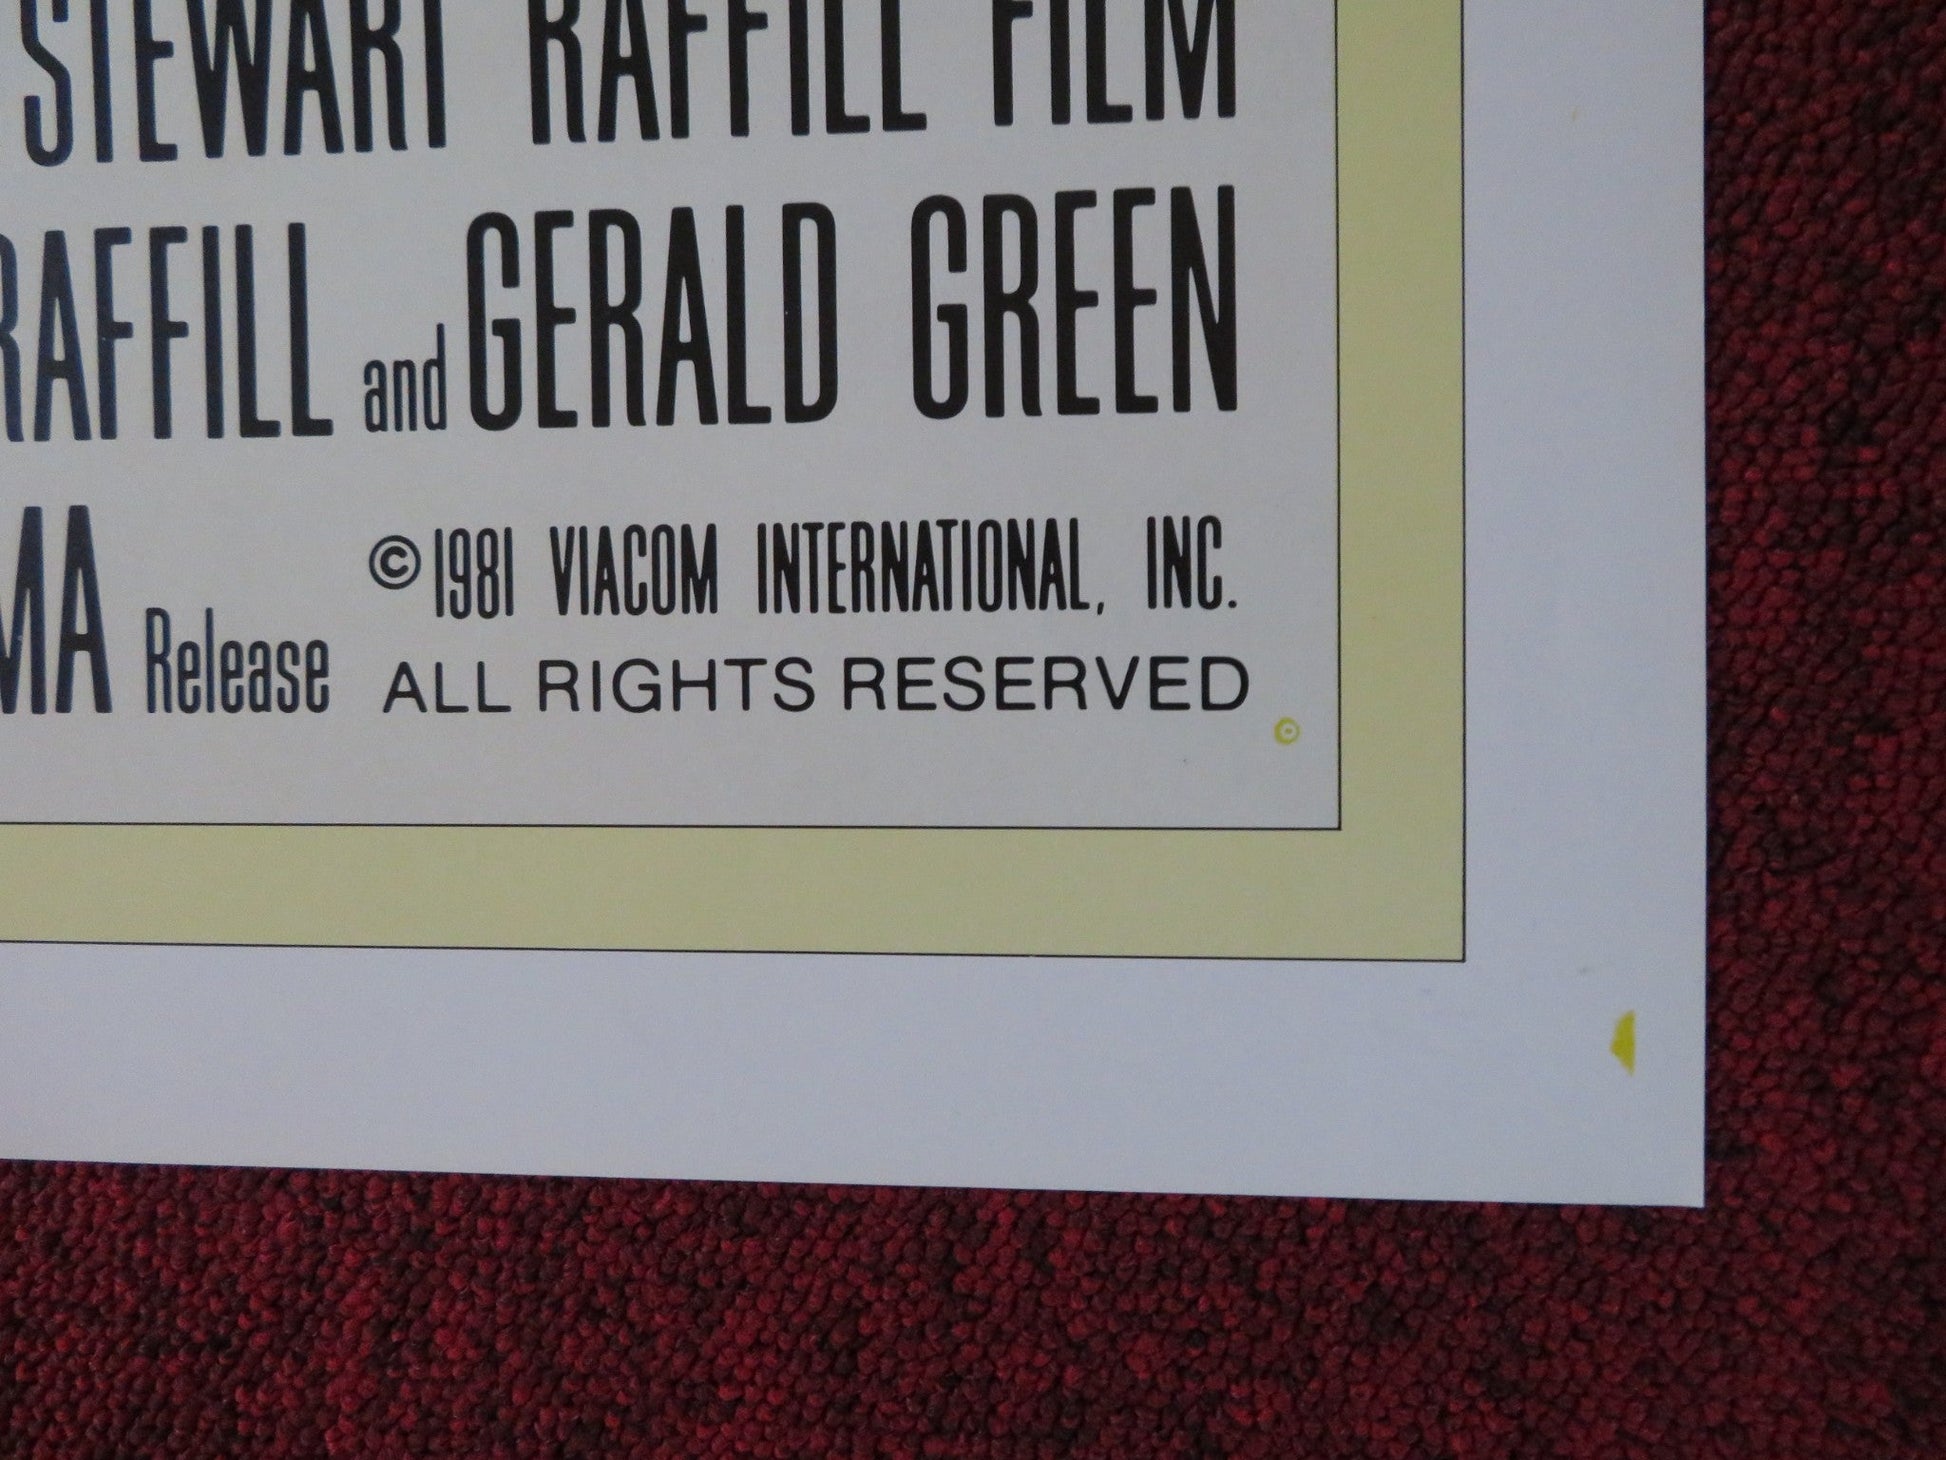 STEWART RAFFILL FILM
RAFFILL and GERALD GREEN
MA Release ©1981 VIACOM INTERNATIONAL, INC.
ALL RIGHTS RESERVED